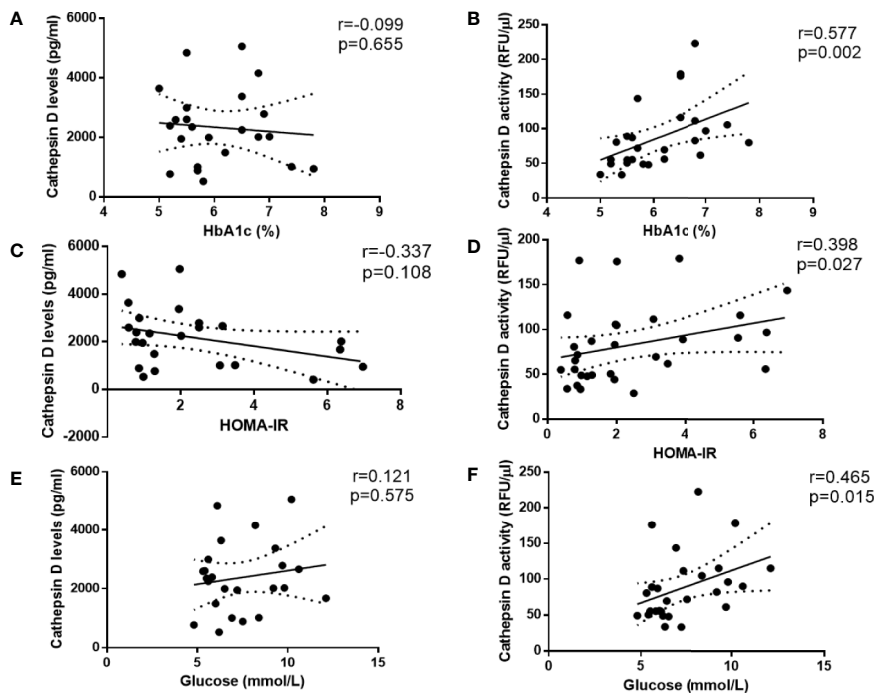 A
r=-0.099
p=0.655
Cathepsin D levels (pg/ml)
6000
4000
2000
0
4 5 6 7 8 9
HbA1c (%)
B
r=0.577
p=0.002
Cathepsin D activity (RFU/µl)
250
200
150
100
50
0
4 5 6 7 8 9
HbA1c (%)
C
r=-0.337
p=0.108
Cathepsin D levels (pg/ml)
6000
4000
2000
0
-2000
2 4 6 8
HOMA-IR
D
r=0.398
p=0.027
Cathepsin D activity (RFU/µl)
200
150
100
50
0
0 2 4 6 8
HOMA-IR
E
r=0.121
p=0.575
Cathepsin D levels (pg/ml)
6000
4000
2000
0
0 5 10 15
Glucose (mmol/L)
F
r=0.465
p=0.015
Cathepsin D activity (RFU/µl)
250
200
150
100
50
0
0 5 10 15
Glucose (mmol/L)